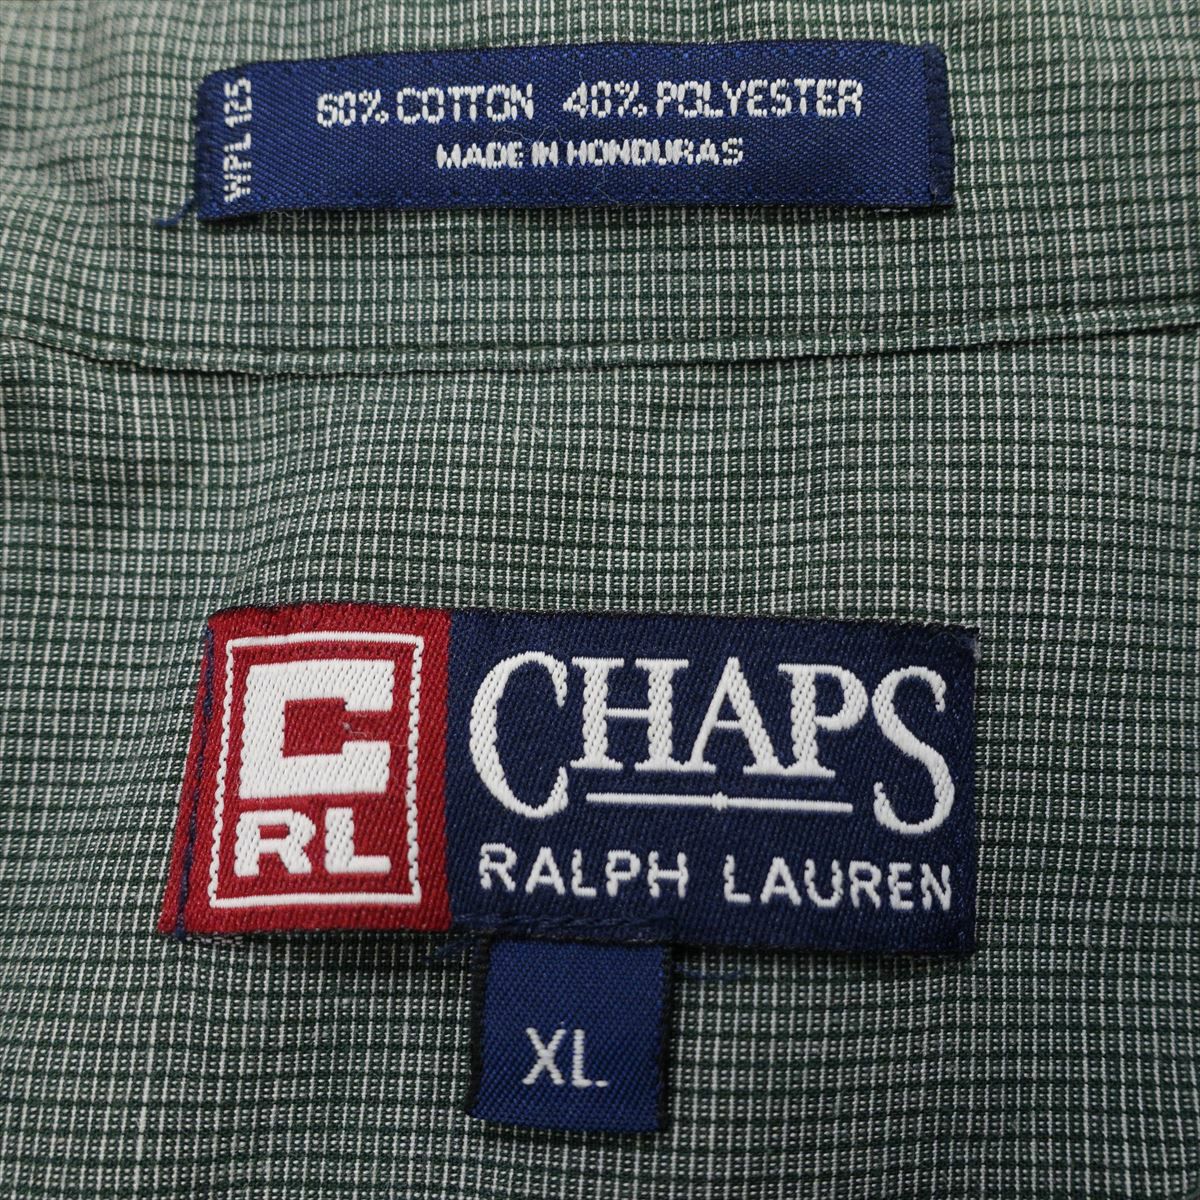 WPL 125
60% COTTON 40% POLYESTER
MADE IN HONDURAS
C
RL
CHAPS
RALPH LAUREN
XL